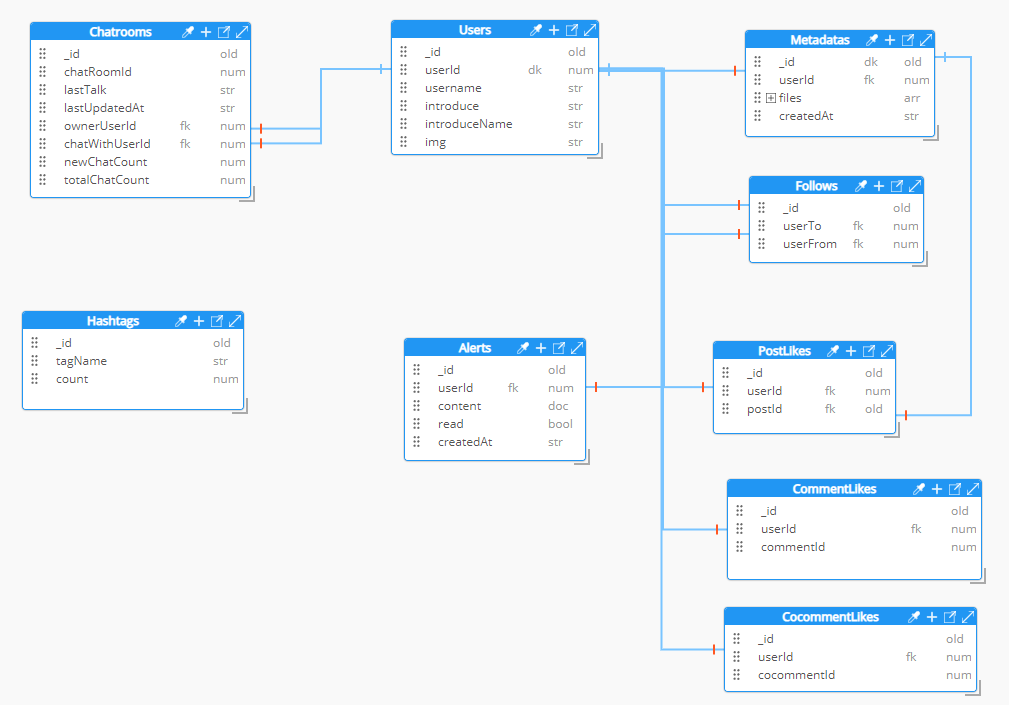 Chatrooms
_id old
chatRoomId num
lastTalk str
lastUpdatedAt str
ownerUserId fk num
chatWithUserId fk num
newChatCount num
totalChatCount num
Users
_id old
userId dk num
username str
introduce str
introduceName str
img str
Metadatas
_id dk old
userId fk num
files arr
createdAt str
Follows
_id old
userTo fk num
userFrom fk num
Hashtags
_id old
tagName str
count num
Alerts
_id old
userId fk num
content doc
read bool
createdAt str
PostLikes
_id old
userId fk num
postId fk old
CommentLikes
_id old
userId fk num
commentId num
CocommentLikes
_id old
userId fk num
cocommentId num